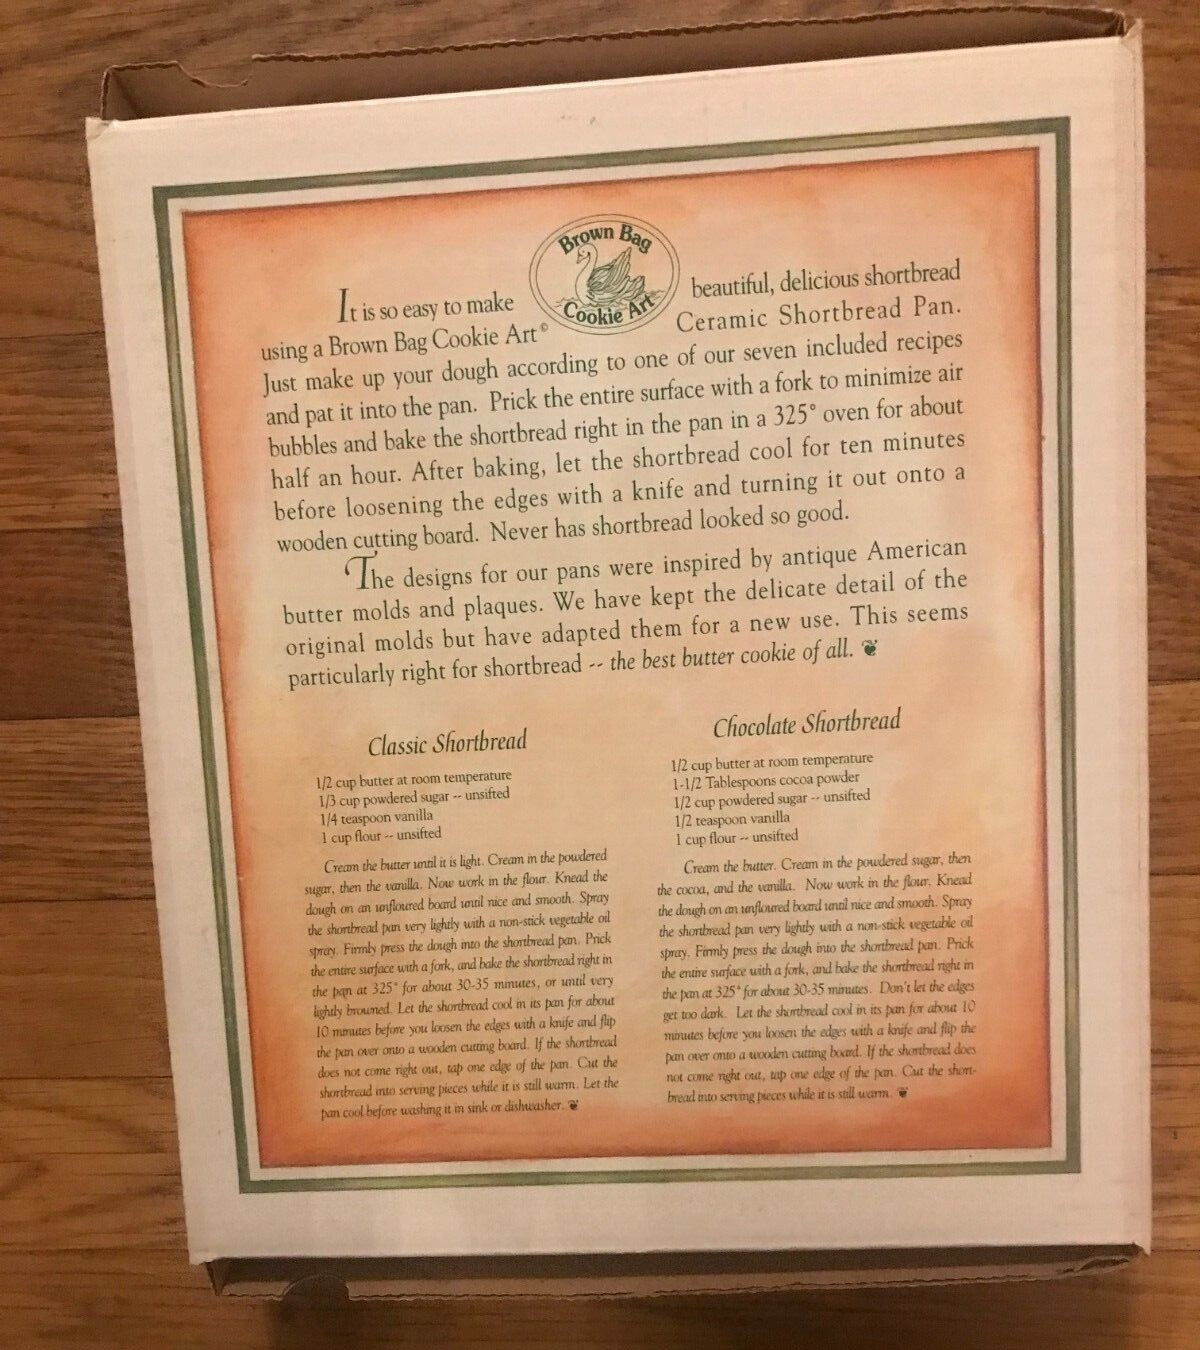 Brown Bag
Cookie Art
It is so easy to make beautiful, delicious shortbread
using a Brown Bag Cookie Art© Ceramic Shortbread Pan.
Just make up your dough according to one of our seven included recipes
and pat it into the pan. Prick the entire surface with a fork to minimize air
bubbles and bake the shortbread right in the pan in a 325° oven for about
half an hour. After baking, let the shortbread cool for ten minutes
before loosening the edges with a knife and turning it out onto a
wooden cutting board. Never has shortbread looked so good.
The designs for our pans were inspired by antique American
butter molds and plaques. We have kept the delicate detail of the
original molds but have adapted them for a new use. This seems
particularly right for shortbread -- the best butter cookie of all. ❦
Classic Shortbread
1/2 cup butter at room temperature
1/3 cup powdered sugar -- unsifted
1/4 teaspoon vanilla
1 cup flour -- unsifted
Cream the butter until it is light. Cream in the powdered
sugar, then the vanilla. Now work in the flour. Knead the
dough on an unfloured board until nice and smooth. Spray
the shortbread pan very lightly with a non-stick vegetable oil
spray. Firmly press the dough into the shortbread pan. Prick
the entire surface with a fork, and bake the shortbread right in
the pan at 325° for about 30-35 minutes, or until very
lightly browned. Let the shortbread cool in its pan for about
10 minutes before you loosen the edges with a knife and flip
the pan over onto a wooden cutting board. If the shortbread
does not come right out, tap one edge of the pan. Cut the
shortbread into serving pieces while it is still warm. Let the
pan cool before washing it in sink or dishwasher. ❦
Chocolate Shortbread
1/2 cup butter at room temperature
1-1/2 Tablespoons cocoa powder
1/2 cup powdered sugar -- unsifted
1/2 teaspoon vanilla
1 cup flour -- unsifted
Cream the butter. Cream in the powdered sugar, then
the cocoa, and the vanilla. Now work in the flour. Knead
the dough on an unfloured board until nice and smooth. Spray
the shortbread pan very lightly with a non-stick vegetable oil
spray. Firmly press the dough into the shortbread pan. Prick
the entire surface with a fork, and bake the shortbread right in
the pan at 325° for about 30-35 minutes. Don't let the edges
get too dark. Let the shortbread cool in its pan for about 10
minutes before you loosen the edges with a knife and flip the
pan over onto a wooden cutting board. If the shortbread does
not come right out, tap one edge of the pan. Cut the short-
bread into serving pieces while it is still warm. ❦